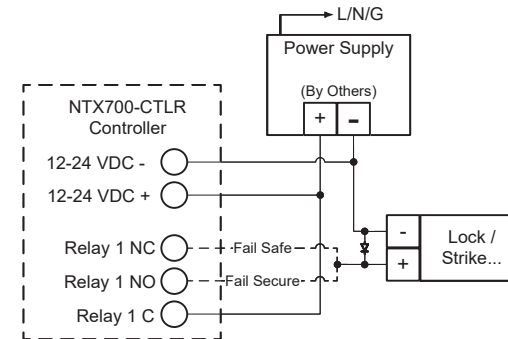 L/N/G
Power Supply
(By Others)
+ -
NTX700-CTLR
Controller
12-24 VDC -
12-24 VDC +
Relay 1 NC
Fail Safe
Relay 1 NO
Fail Secure
Relay 1 C
-
+
Lock /
Strike...